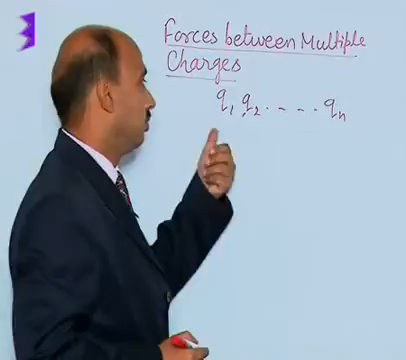 Forces between Multiple
Charges
q₁ q₂ . - - . . qₙ